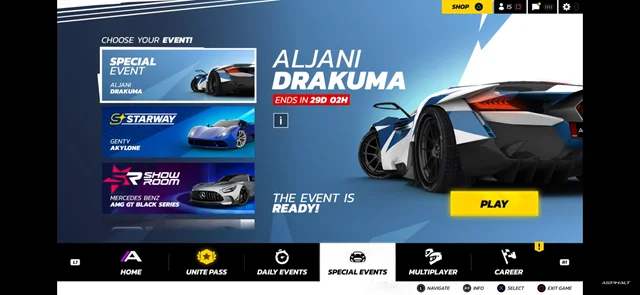 SHOP
CHOOSE YOUR EVENT!
SPECIAL
EVENT
ALJANI
DRAKUMA
STARWAY
GENTY
AKYLONE
SHOW
ROOM
MERCEDES BENZ
AMG GT BLACK SERIES
ALJANI
DRAKUMA
ENDS IN 29D 02H
i
THE EVENT IS
READY!
PLAY
HOME
UNITE PASS
DAILY EVENTS
SPECIAL EVENTS
MULTIPLAYER
CAREER
!
NAVIGATE
INFO
SELECT
EXIT GAME
ASPHALT